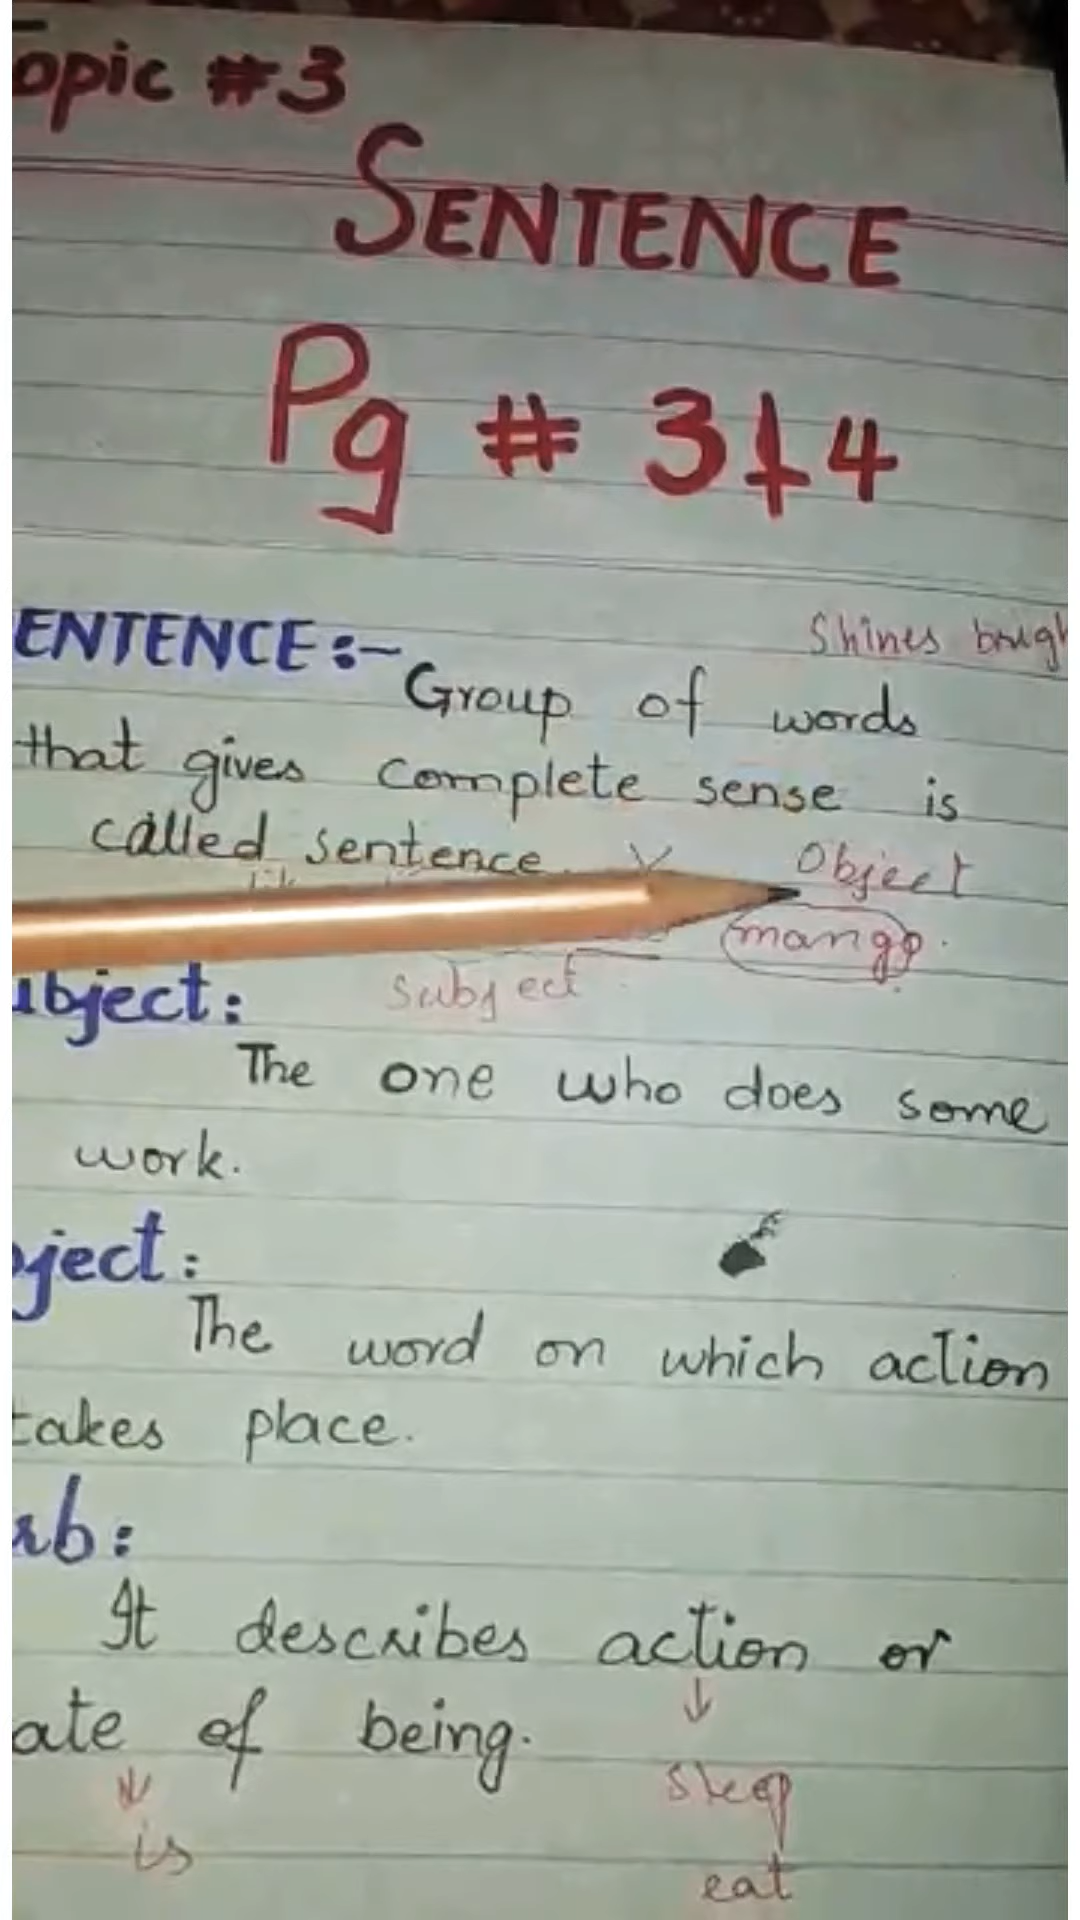 opic #3
SENTENCE
Pg # 3 & 4
ENTENCE:-
Shines brigh
Group of words
that gives complete sense is
called sentence.
Object
mango.
ubject:
Subject
The one who does some
work.
ject:
The word on which action
takes place.
rb:
It describes action or
ate of being.
↓ ↓
is sleep
eat